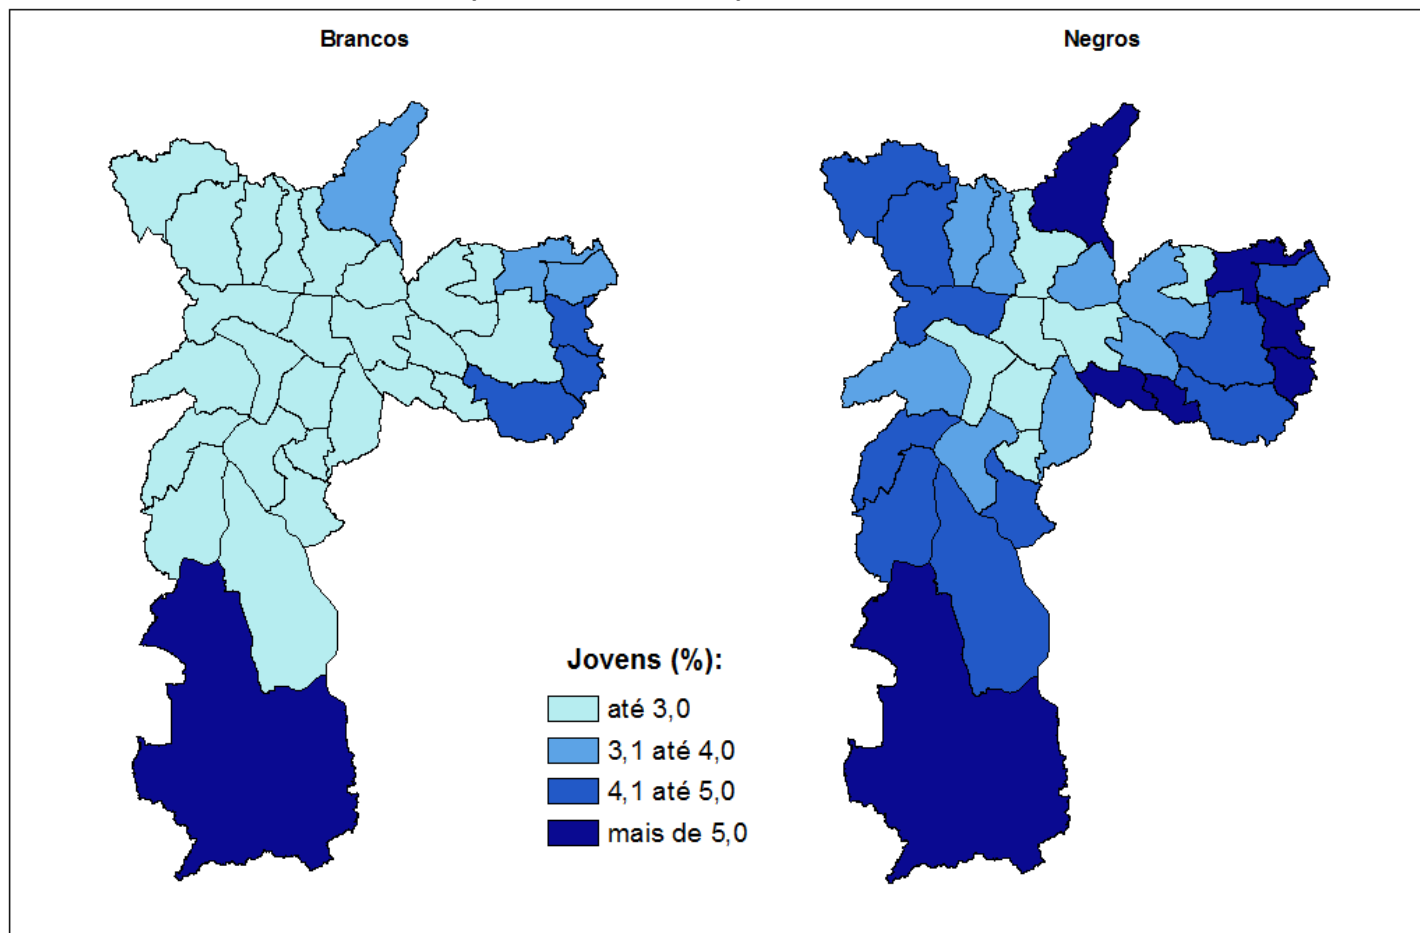 Brancos
Negros
Jovens (%):
até 3,0
3,1 até 4,0
4,1 até 5,0
mais de 5,0